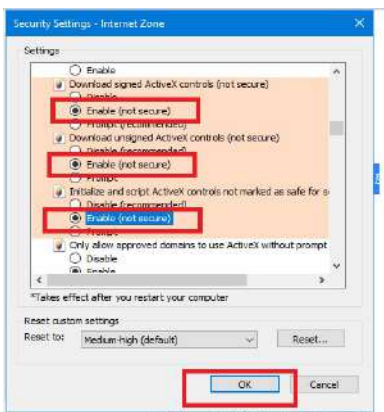 Security Settings - Internet Zone
Settings
Enable
Download signed ActiveX controls (not secure)
Disable
Enable (not secure)
Prompt (recommended)
Download unsigned ActiveX controls (not secure)
Disable (recommended)
Enable (not secure)
Prompt
Initialize and script ActiveX controls not marked as safe for s
Disable (recommended)
Enable (not secure)
Prompt
Only allow approved domains to use ActiveX without prompt
Disable
Enable
*Takes effect after you restart your computer
Reset custom settings
Reset to: Medium-high (default) Reset...
OK Cancel